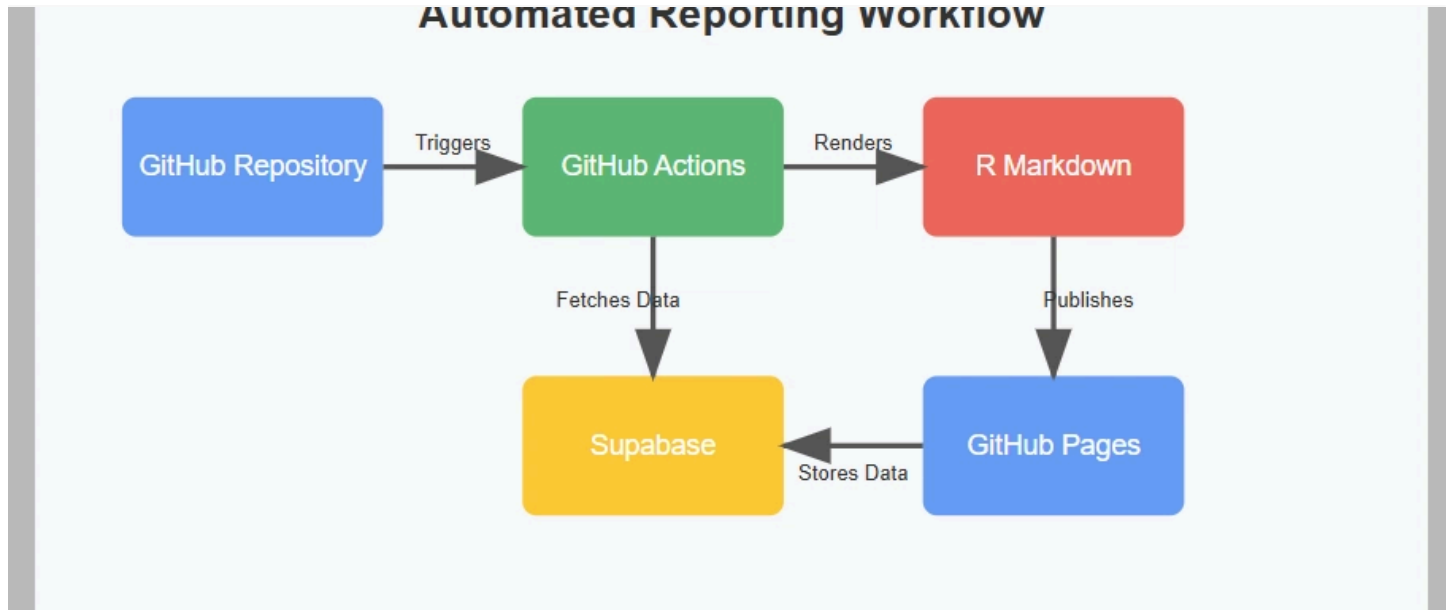 Automated Reporting Workflow
Triggers
Renders
GitHub Repository
GitHub Actions
R Markdown
Fetches Data
Publishes
Supabase
GitHub Pages
Stores Data